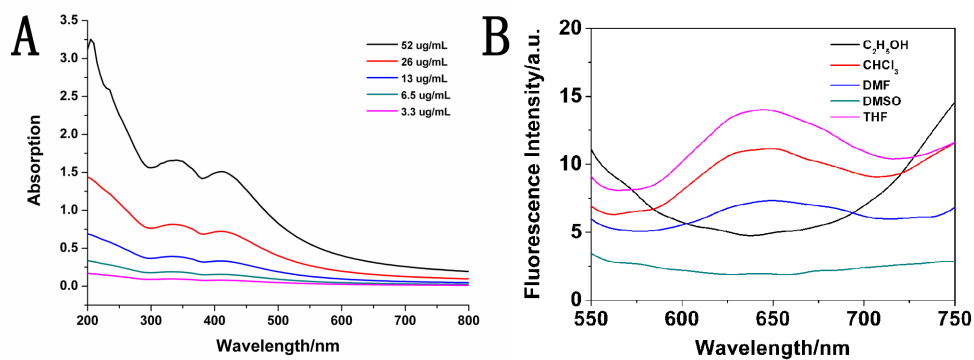 A
3.5
3.0
2.5
2.0
1.5
1.0
0.5
0.0
Absorption
52 ug/mL
26 ug/mL
13 ug/mL
6.5 ug/mL
3.3 ug/mL
200 300 400 500 600 700 800
Wavelength/nm
B
20
15
10
5
0
Fluorescence Intensity/a.u.
C₂H₅OH
CHCl₃
DMF
DMSO
THF
550 600 650 700 750
Wavelength/nm